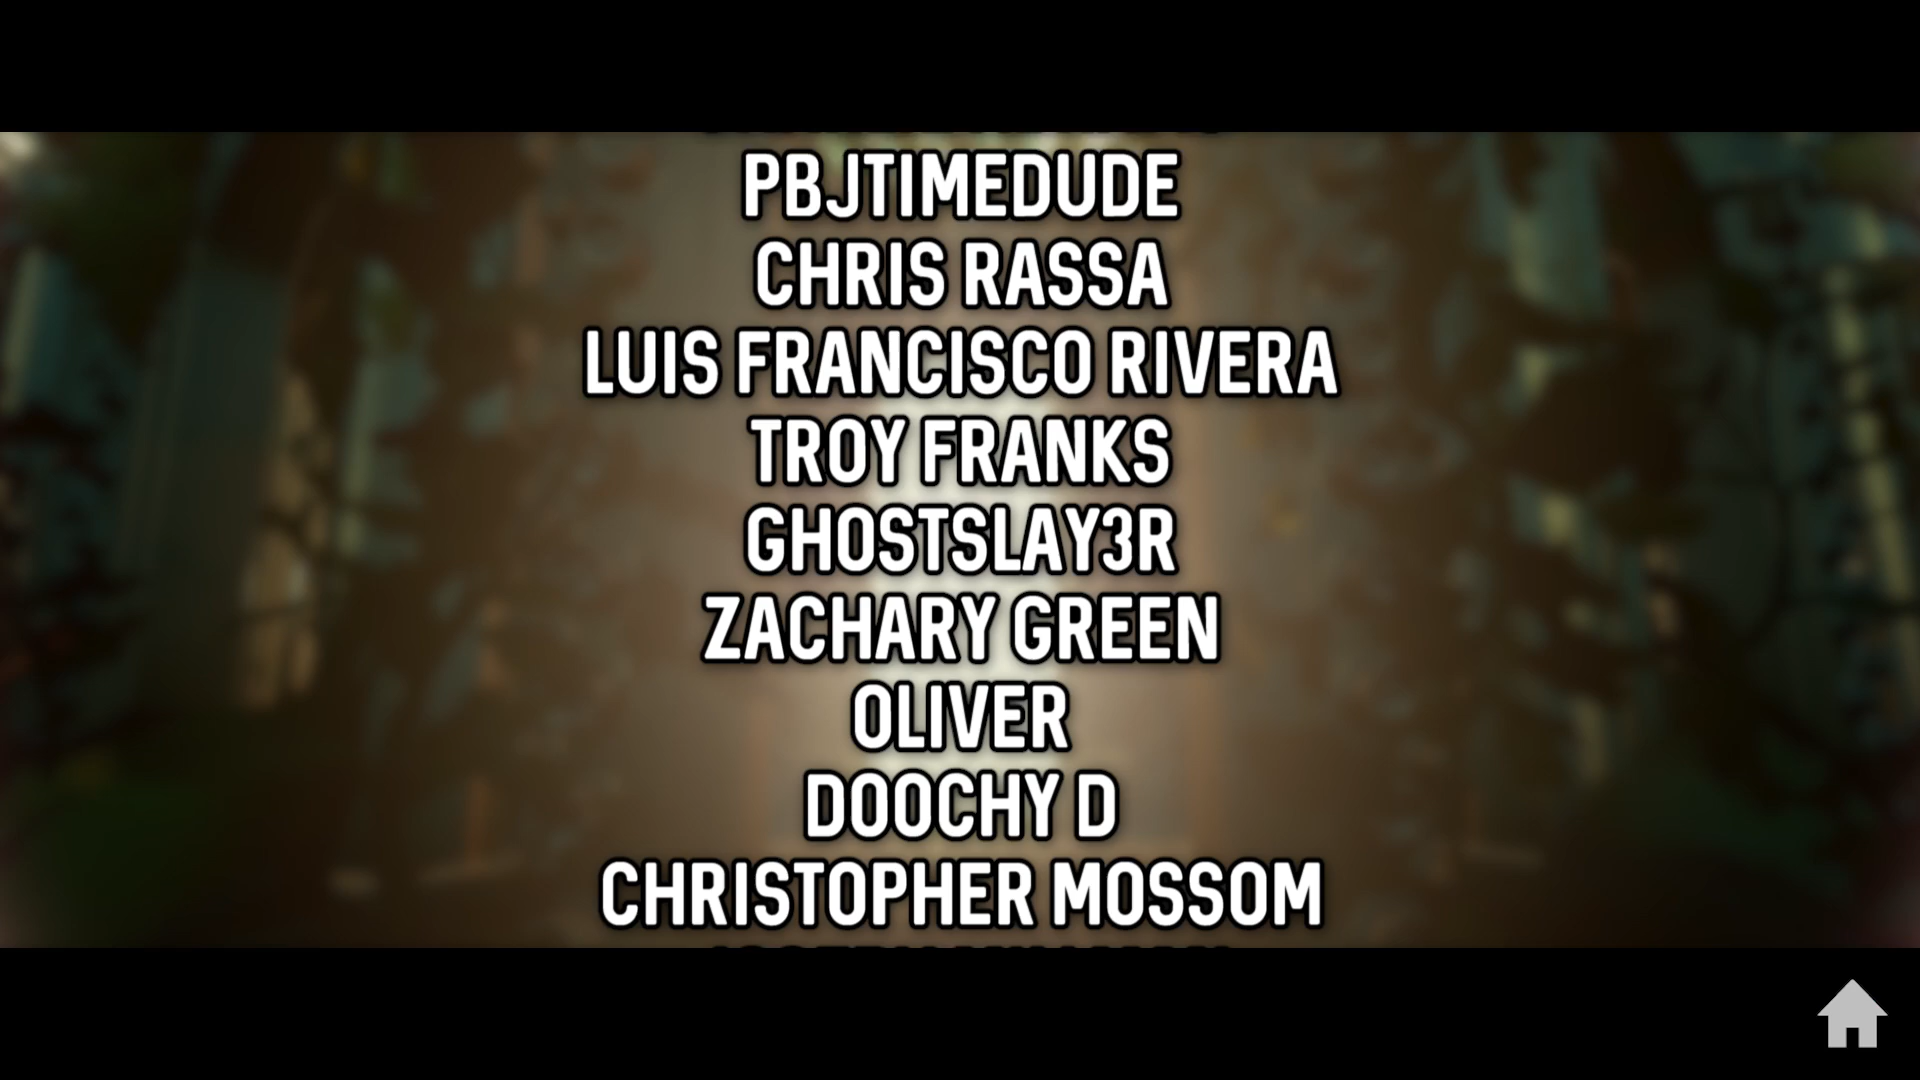 PBJTIMEDUDE
CHRIS RASSA
LUIS FRANCISCO RIVERA
TROY FRANKS
GHOSTSLAY3R
ZACHARY GREEN
OLIVER
DOOCHY D
CHRISTOPHER MOSSOM